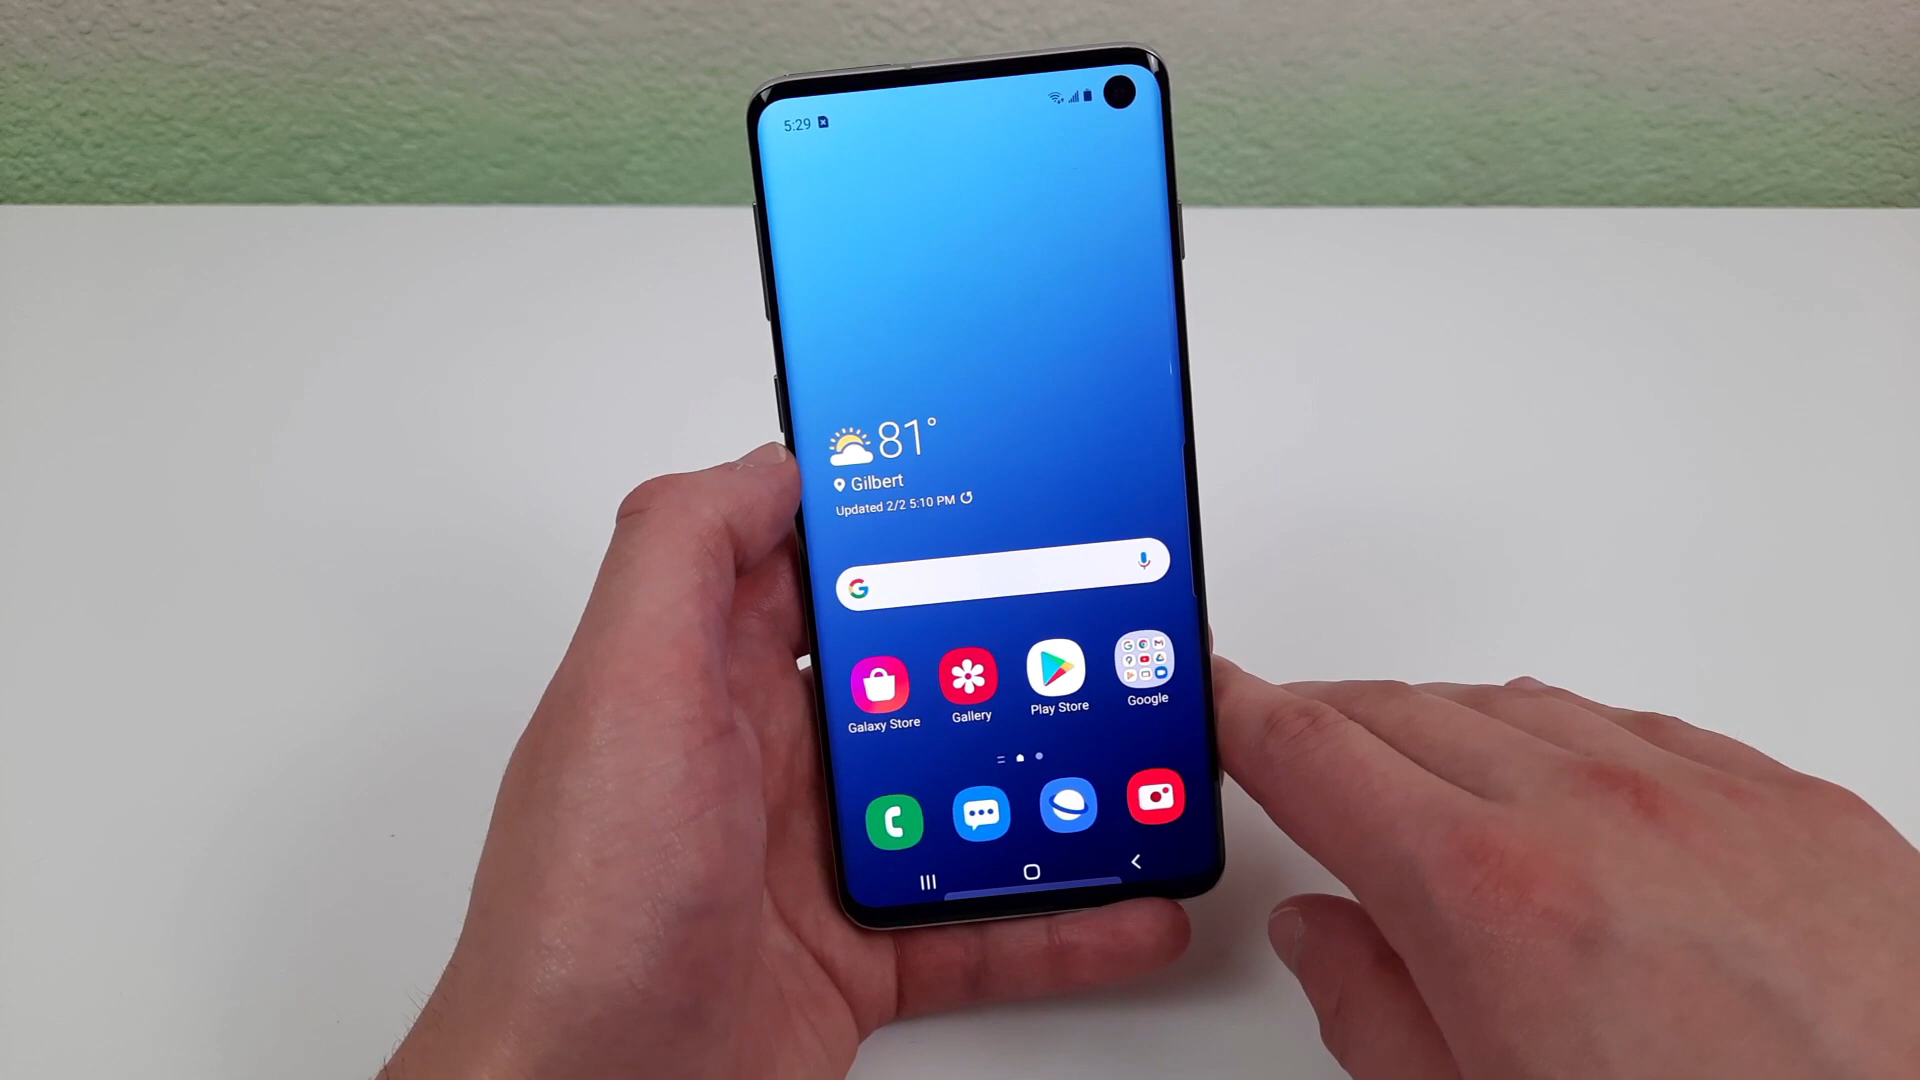 5:29
81°
Gilbert
Updated 2/2 5:10 PM
Galaxy Store
Gallery
Play Store
Google